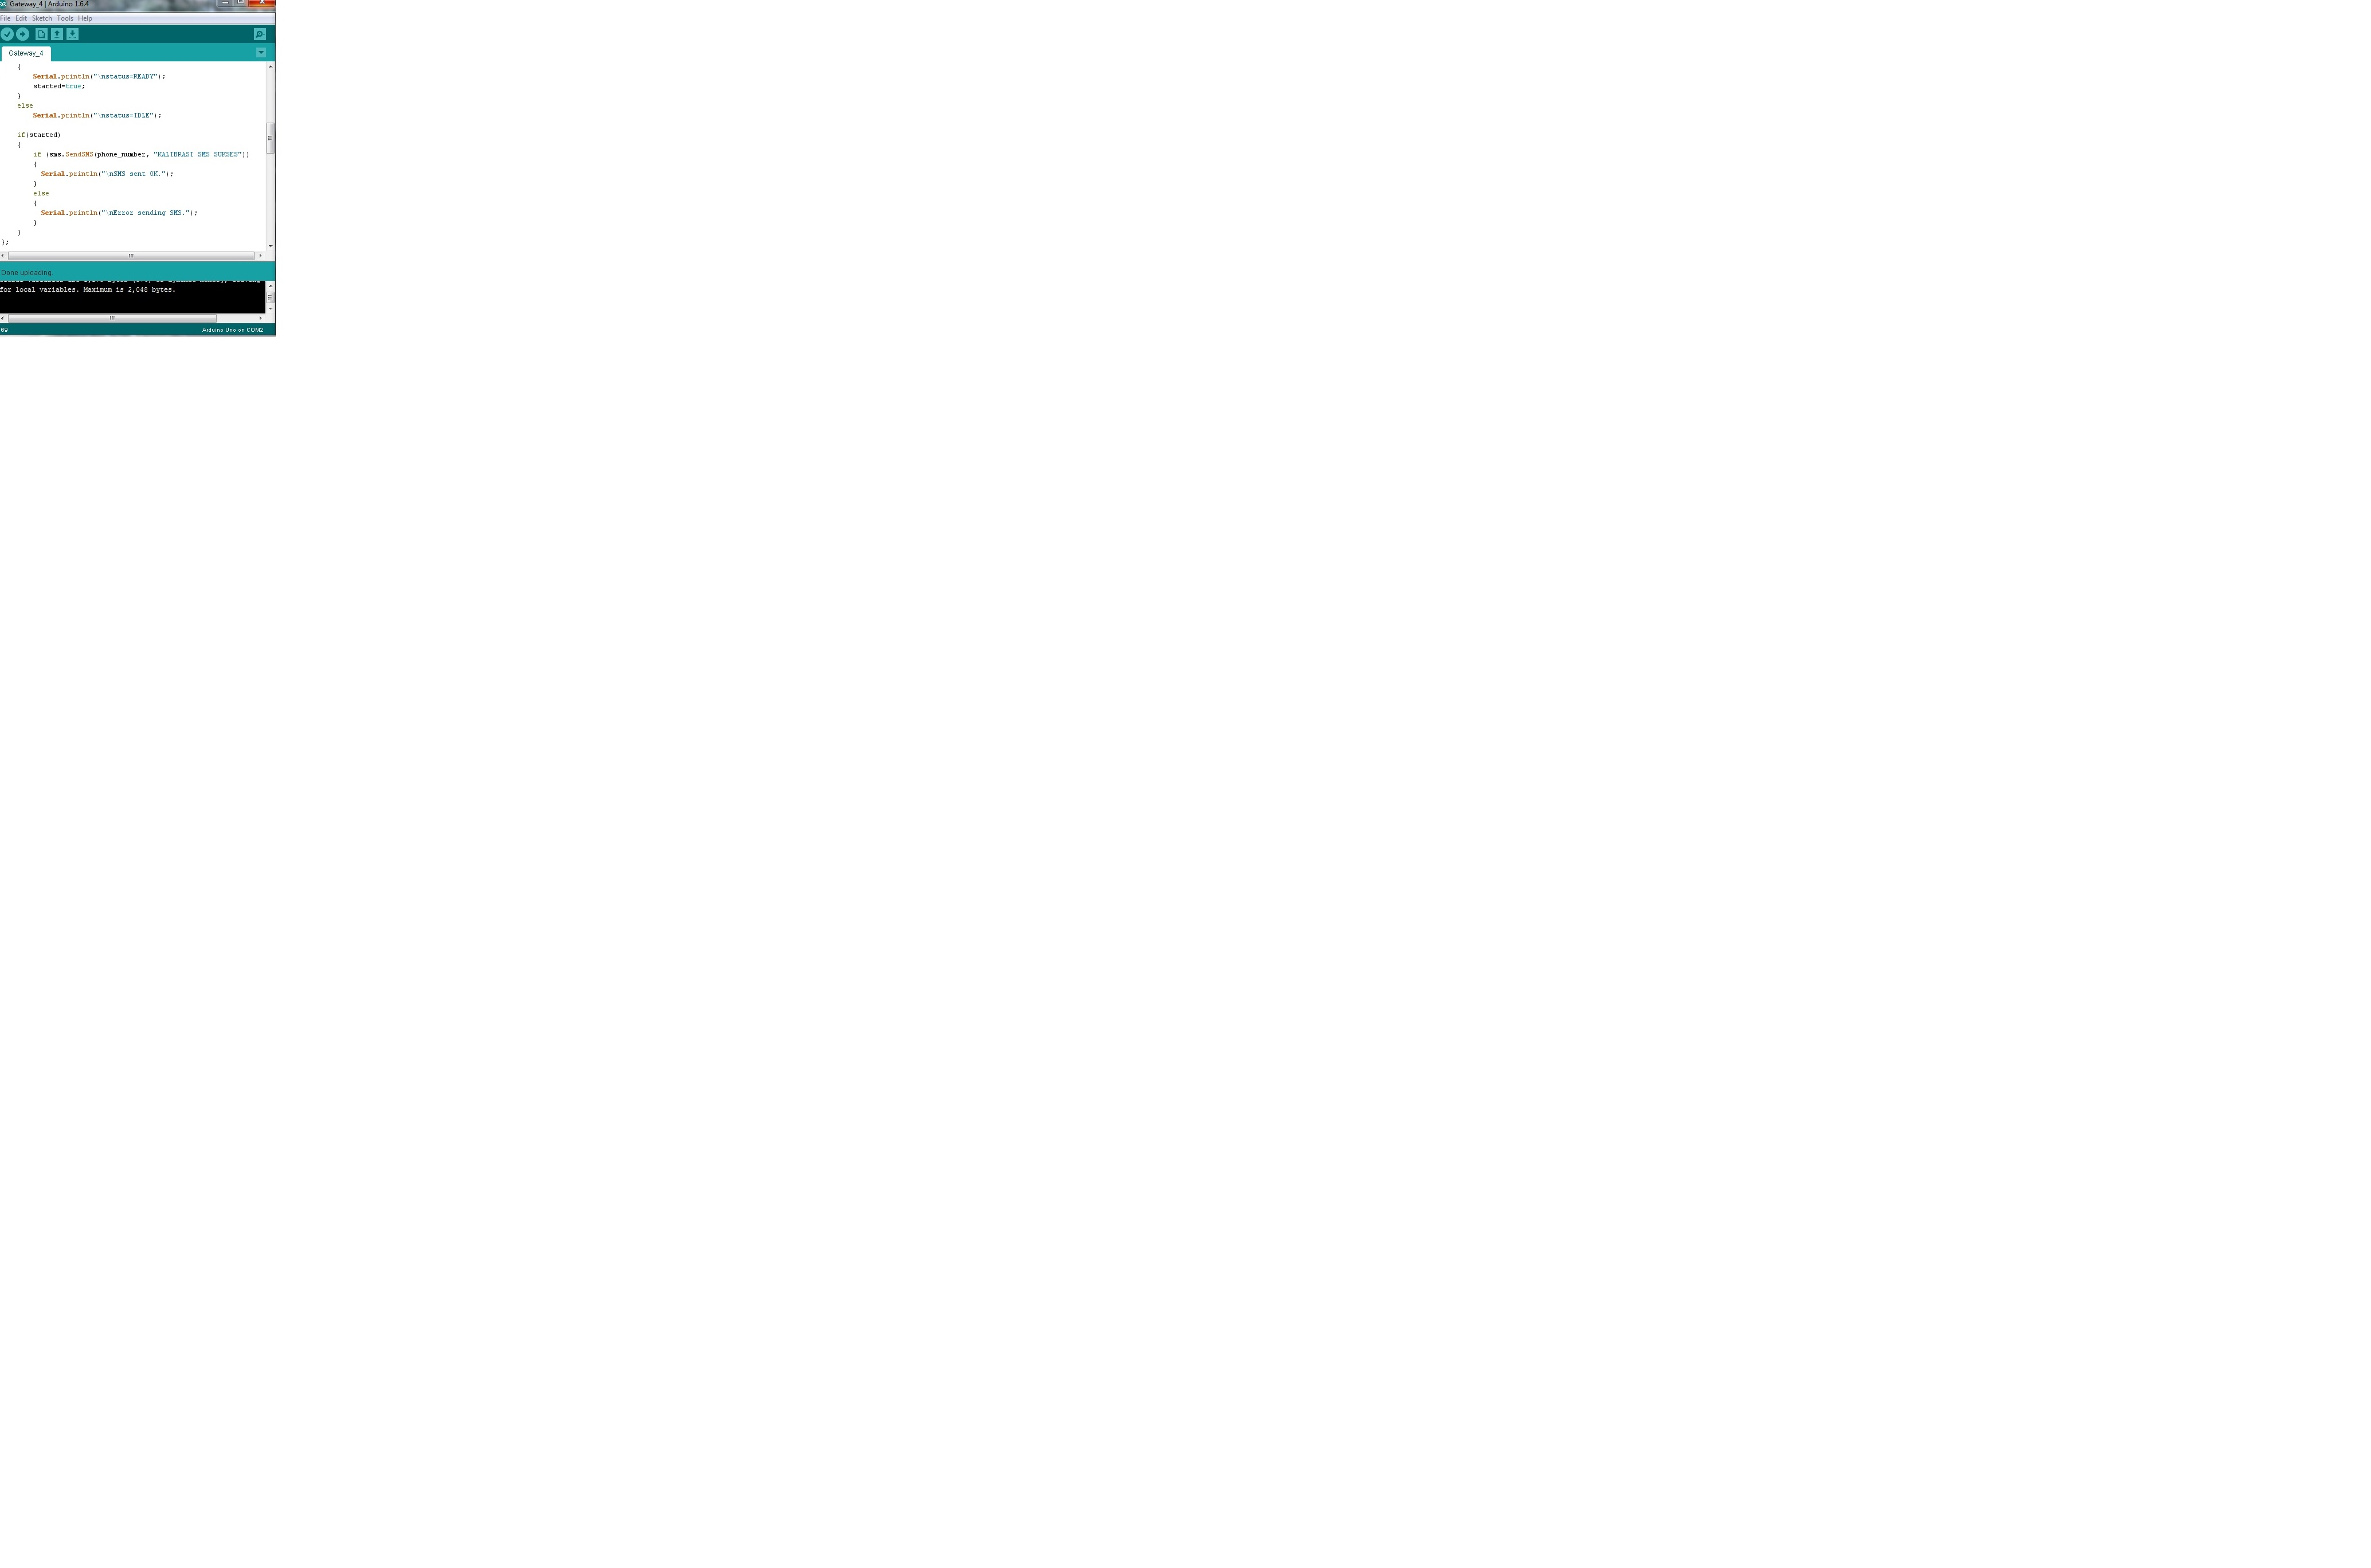 Gateway_4 | Arduino 1.6.4
File Edit Sketch Tools Help
Gateway_4
{
Serial.println("\nstatus=READY");
started=true;
}
else
Serial.println("\nstatus=IDLE");
if(started)
{
if (sms.SendSMS(phone_number, "KALIBRASI SMS SUKSES"))
{
Serial.println("\nSMS sent OK.");
}
else
{
Serial.println("\nError sending SMS.");
}
}
};
Done uploading.
for local variables. Maximum is 2,048 bytes.
69
Arduino Uno on COM2